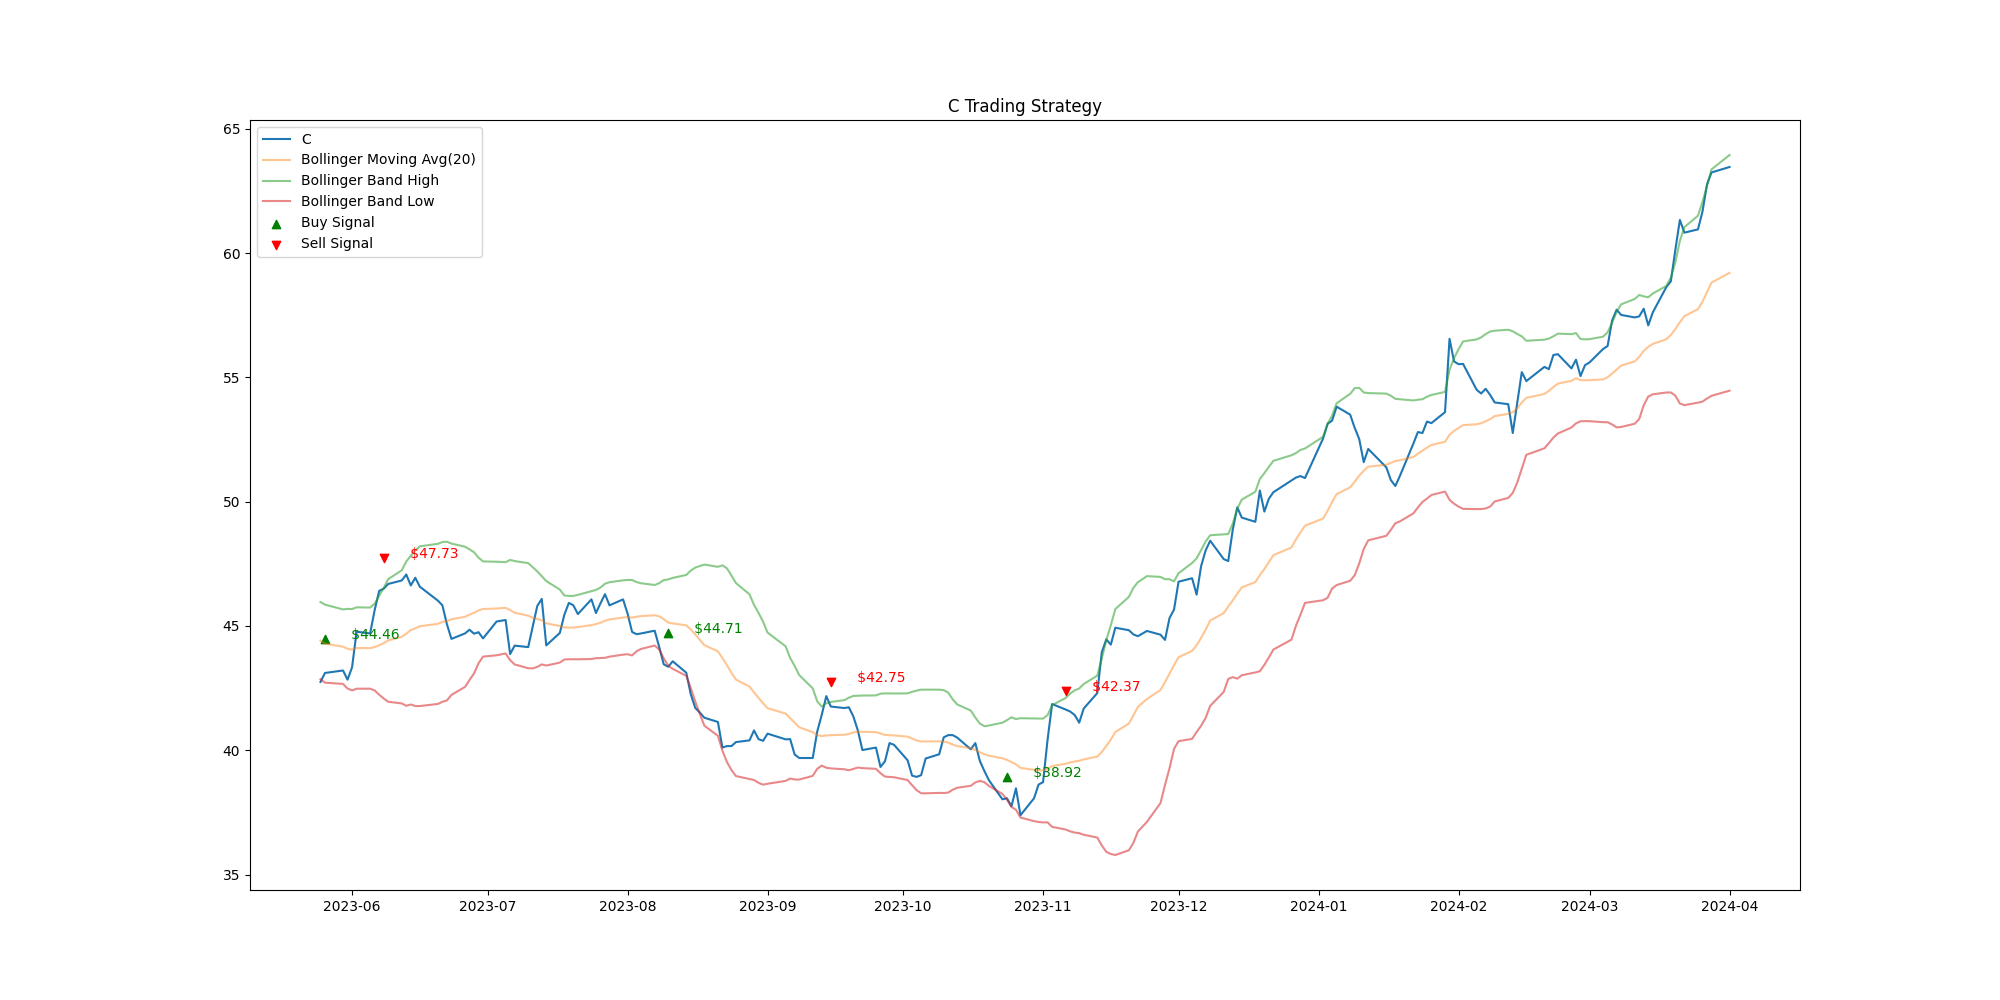 C Trading Strategy
65
60
55
50
45
40
35
C
Bollinger Moving Avg(20)
Bollinger Band High
Bollinger Band Low
Buy Signal
Sell Signal
$47.73
$44.46
$44.71
$42.75
$42.37
$38.92
2023-06 2023-07 2023-08 2023-09 2023-10 2023-11 2023-12 2024-01 2024-02 2024-03 2024-04